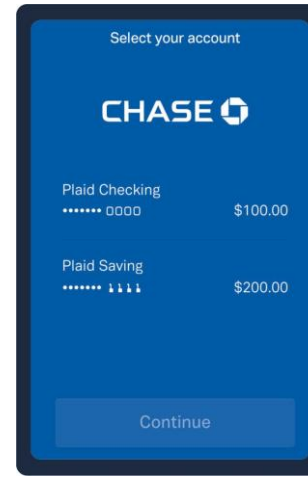 Select your account
CHASE
Plaid Checking
••••••• 0000 $100.00
Plaid Saving
••••••• 1111 $200.00
Continue